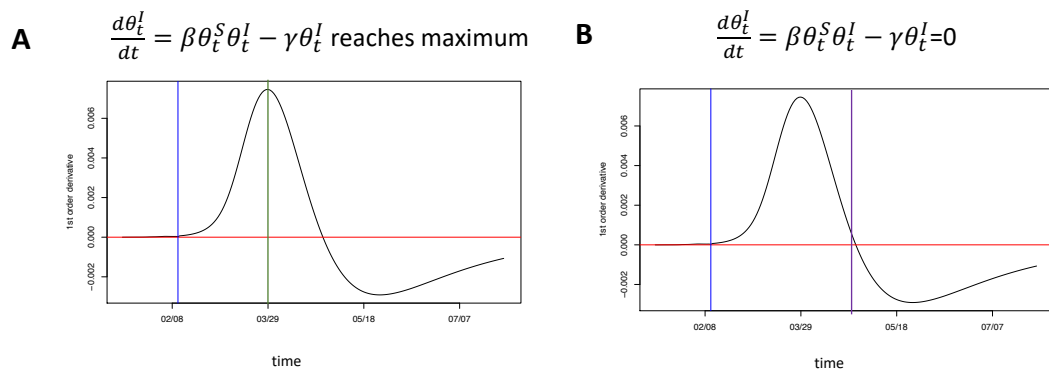 A
dθ_t^I/dt = βθ_t^S θ_t^I − γθ_t^I reaches maximum
1st order derivative
0.006
0.004
0.002
0.000
−0.002
02/08
03/29
05/18
07/07
time
B
dθ_t^I/dt = βθ_t^S θ_t^I − γθ_t^I=0
1st order derivative
0.006
0.004
0.002
0.000
−0.002
02/08
03/29
05/18
07/07
time